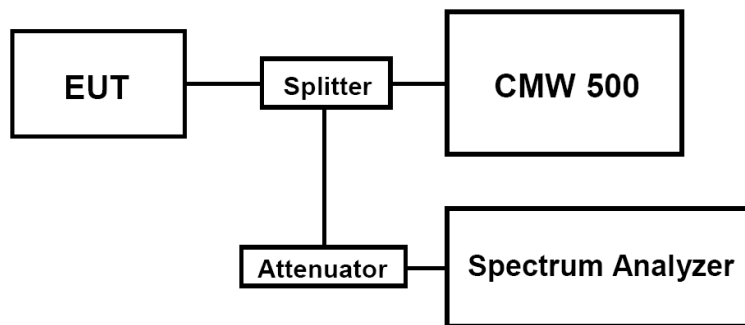 EUT
Splitter
CMW 500
Attenuator
Spectrum Analyzer